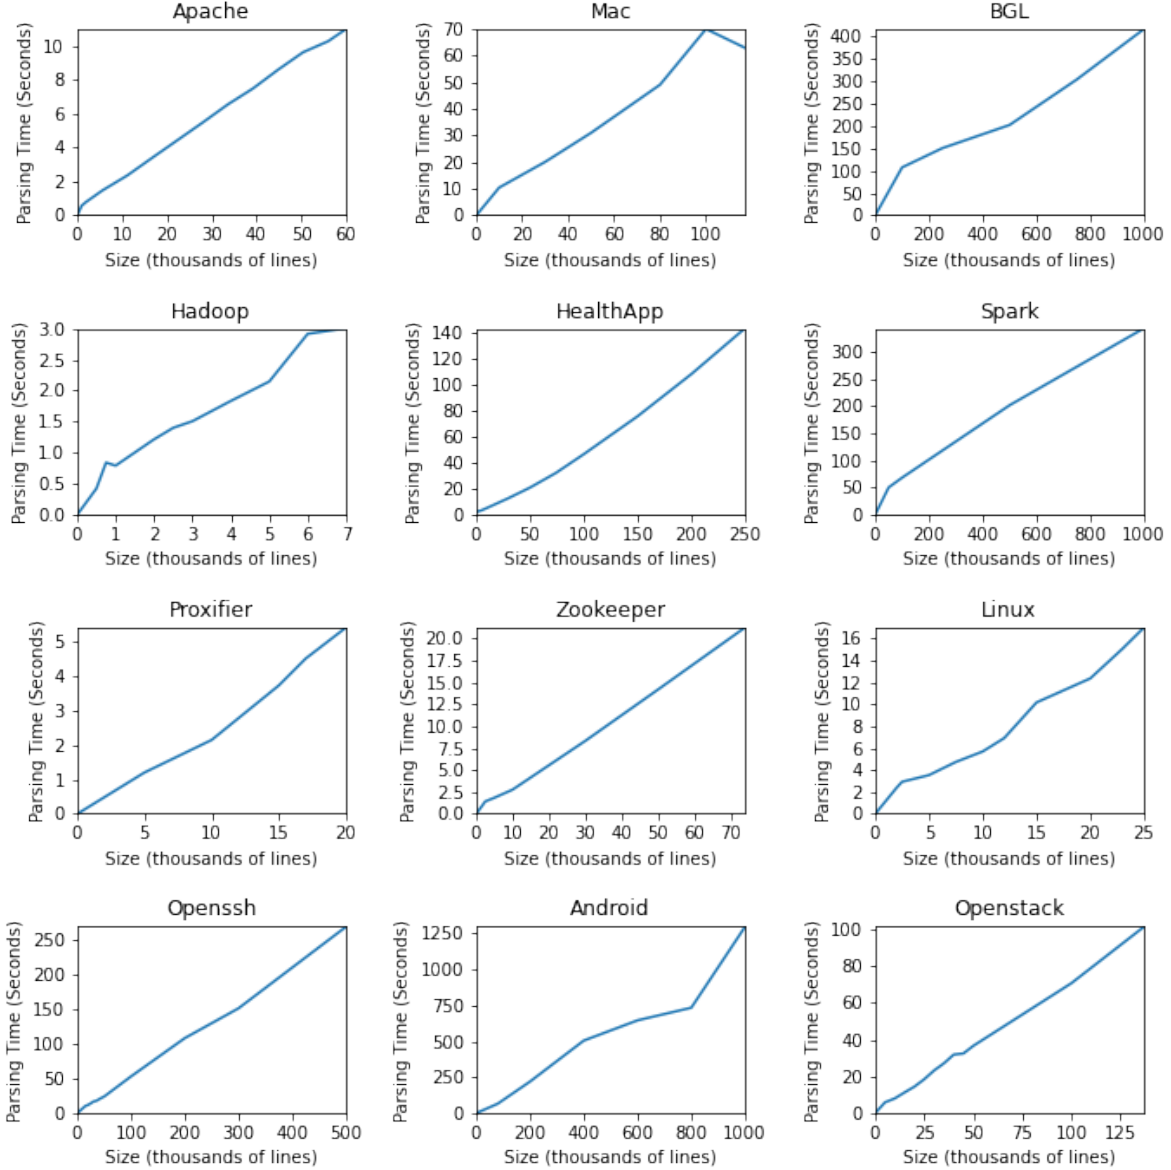 Apache
Mac
BGL
Parsing Time (Seconds)
10
8
6
4
2
0
0 10 20 30 40 50 60
Size (thousands of lines)
Parsing Time (Seconds)
70
60
50
40
30
20
10
0
0 20 40 60 80 100
Size (thousands of lines)
Parsing Time (Seconds)
400
350
300
250
200
150
100
50
0
0 200 400 600 800 1000
Size (thousands of lines)
Hadoop
HealthApp
Spark
Parsing Time (Seconds)
3.0
2.5
2.0
1.5
1.0
0.5
0.0
0 1 2 3 4 5 6 7
Size (thousands of lines)
Parsing Time (Seconds)
140
120
100
80
60
40
20
0
0 50 100 150 200 250
Size (thousands of lines)
Parsing Time (Seconds)
300
250
200
150
100
50
0
0 200 400 600 800 1000
Size (thousands of lines)
Proxifier
Zookeeper
Linux
Parsing Time (Seconds)
5
4
3
2
1
0
0 5 10 15 20
Size (thousands of lines)
Parsing Time (Seconds)
20.0
17.5
15.0
12.5
10.0
7.5
5.0
2.5
0.0
0 10 20 30 40 50 60 70
Size (thousands of lines)
Parsing Time (Seconds)
16
14
12
10
8
6
4
2
0
0 5 10 15 20 25
Size (thousands of lines)
Openssh
Android
Openstack
Parsing Time (Seconds)
250
200
150
100
50
0
0 100 200 300 400 500
Size (thousands of lines)
Parsing Time (Seconds)
1250
1000
750
500
250
0
0 200 400 600 800 1000
Size (thousands of lines)
Parsing Time (Seconds)
100
80
60
40
20
0
0 25 50 75 100 125
Size (thousands of lines)